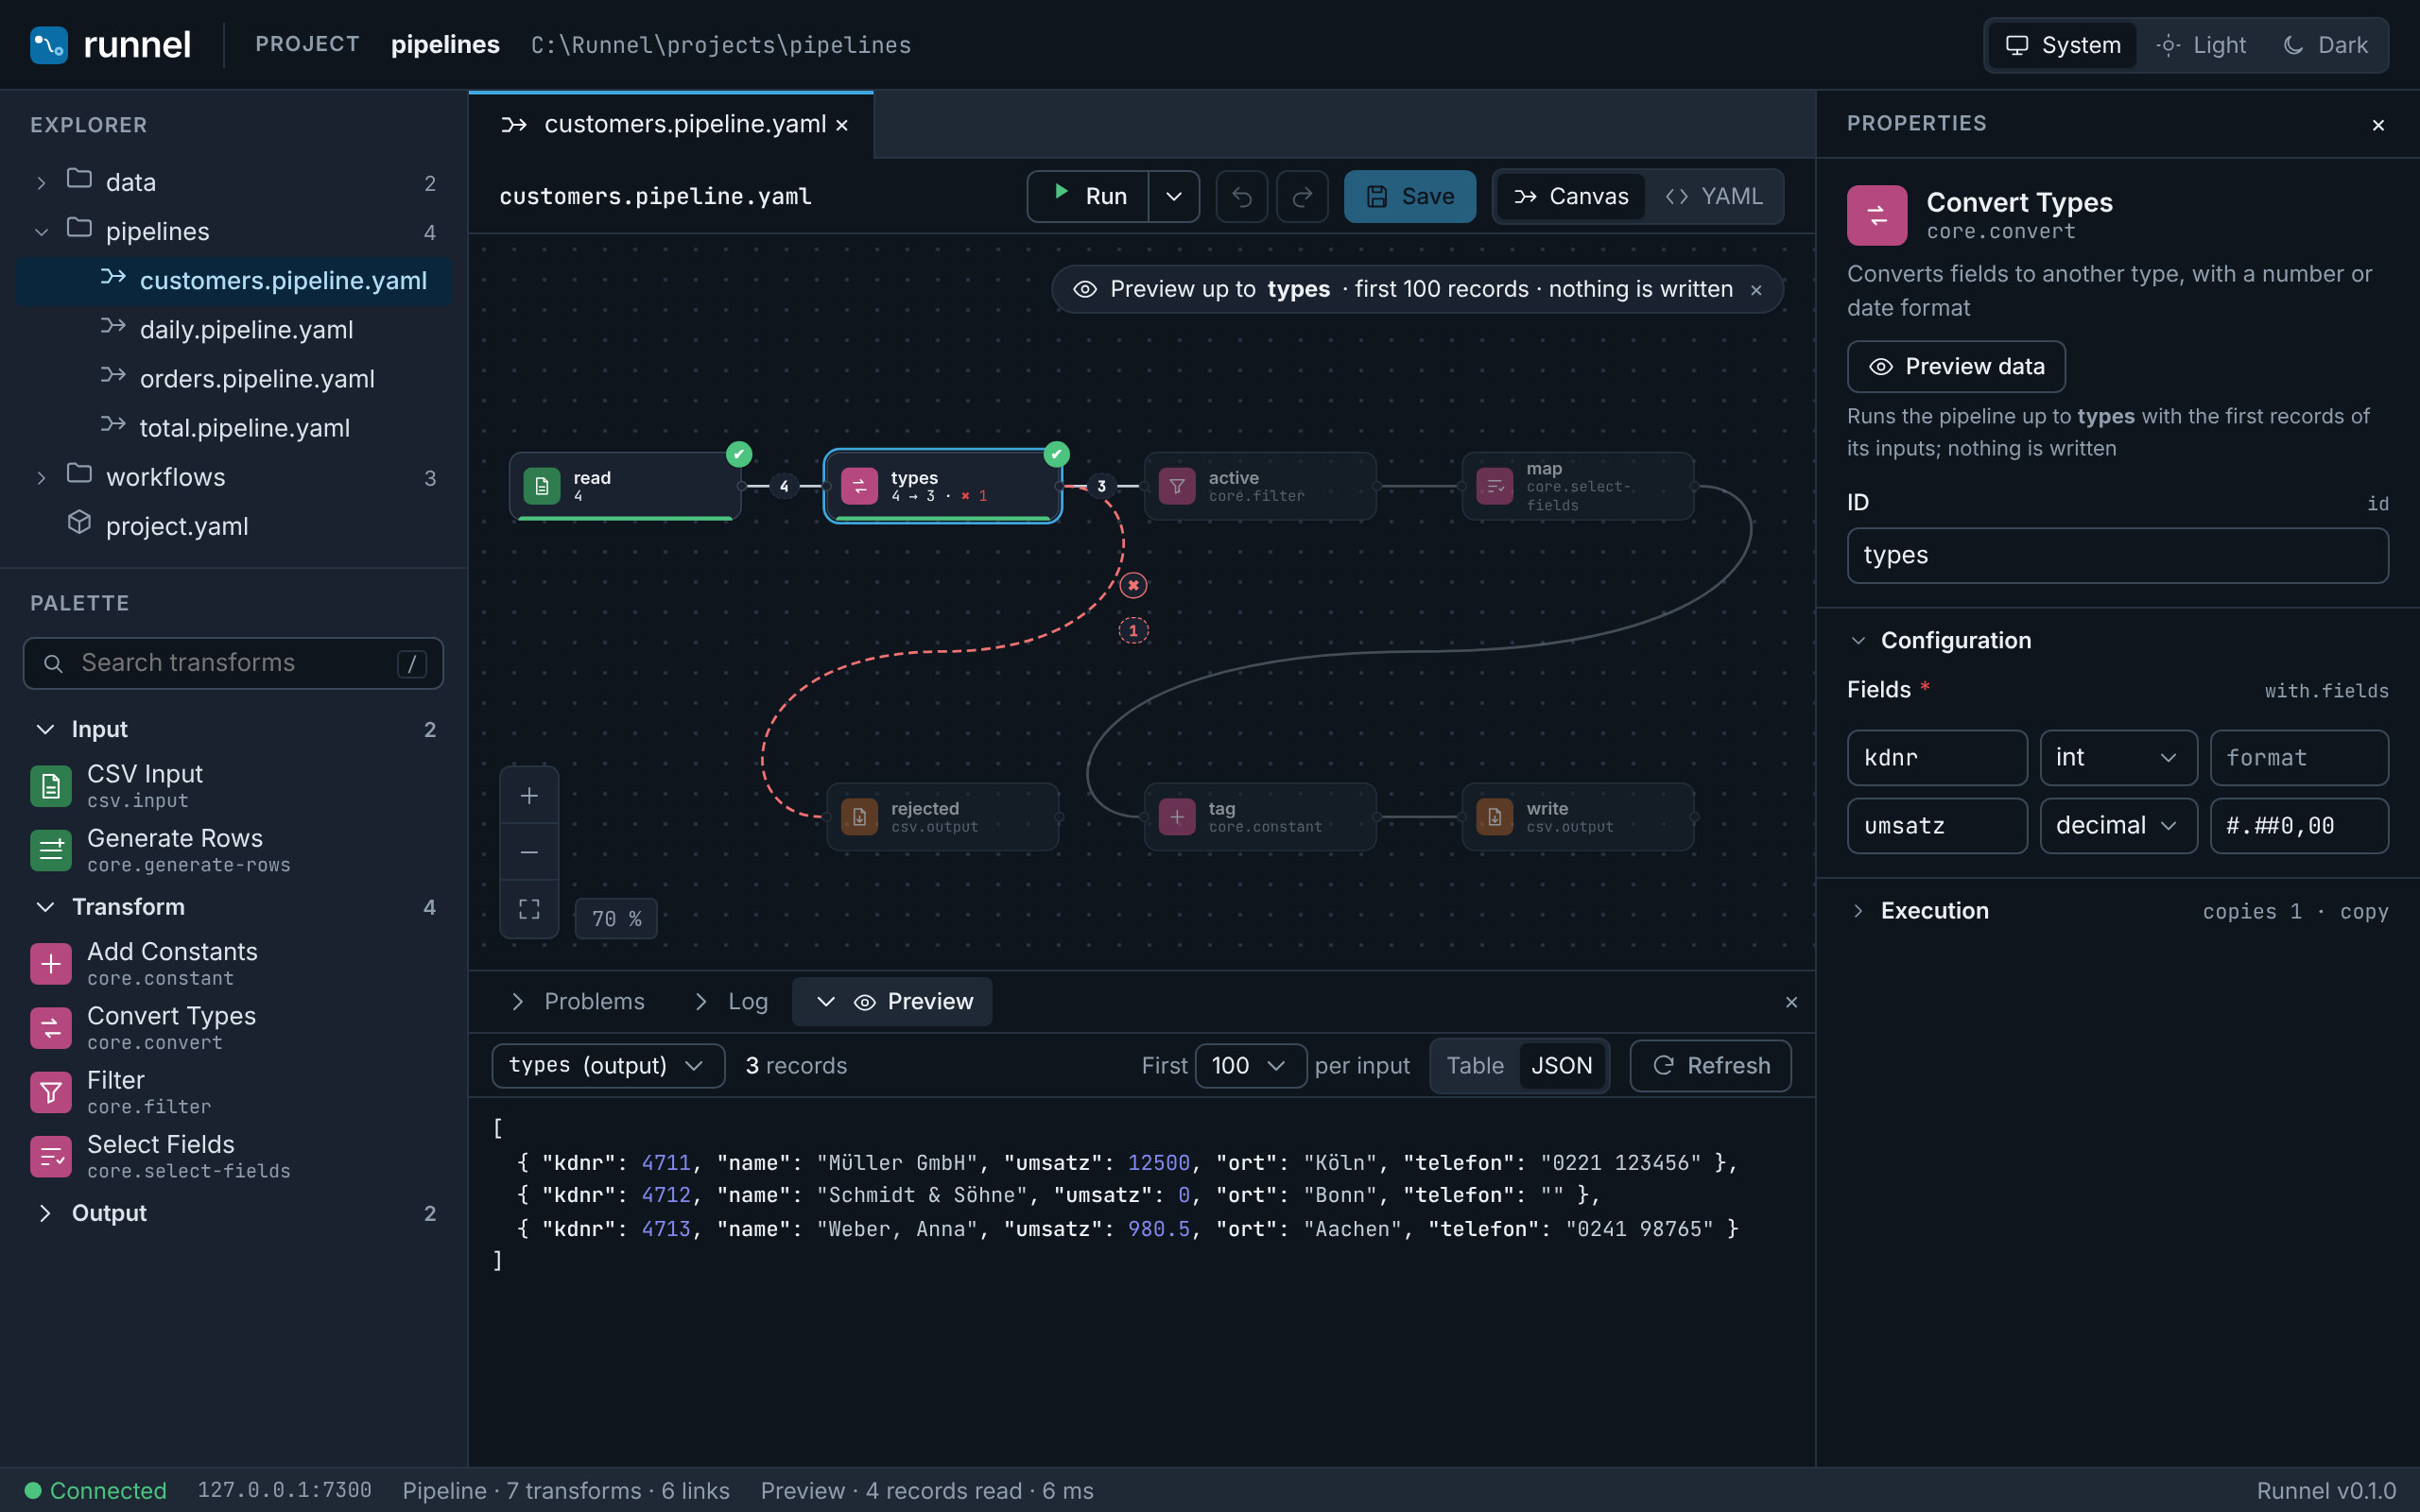 runnel PROJECT pipelines C:\Runnel\projects\pipelines System Light Dark
EXPLORER
data 2
pipelines 4
customers.pipeline.yaml
daily.pipeline.yaml
orders.pipeline.yaml
total.pipeline.yaml
workflows 3
project.yaml
PALETTE
Search transforms /
Input 2
CSV Input
csv.input
Generate Rows
core.generate-rows
Transform 4
Add Constants
core.constant
Convert Types
core.convert
Filter
core.filter
Select Fields
core.select-fields
Output 2
customers.pipeline.yaml ×
customers.pipeline.yaml Run Save Canvas YAML
Preview up to types · first 100 records · nothing is written ×
read
4
4
types
4 → 3 · ✖ 1
3
active
core.filter
map
core.select-
fields
✖
1
rejected
csv.output
tag
core.constant
write
csv.output
70 %
Problems Log Preview ×
types (output) 3 records First 100 per input Table JSON Refresh
[
{ "kdnr": 4711, "name": "Müller GmbH", "umsatz": 12500, "ort": "Köln", "telefon": "0221 123456" },
{ "kdnr": 4712, "name": "Schmidt & Söhne", "umsatz": 0, "ort": "Bonn", "telefon": "" },
{ "kdnr": 4713, "name": "Weber, Anna", "umsatz": 980.5, "ort": "Aachen", "telefon": "0241 98765" }
]
PROPERTIES ×
Convert Types
core.convert
Converts fields to another type, with a number or
date format
Preview data
Runs the pipeline up to types with the first records of
its inputs; nothing is written
ID id
types
Configuration
Fields * with.fields
kdnr int format
umsatz decimal #.##0,00
Execution copies 1 · copy
Connected 127.0.0.1:7300 Pipeline · 7 transforms · 6 links Preview · 4 records read · 6 ms Runnel v0.1.0